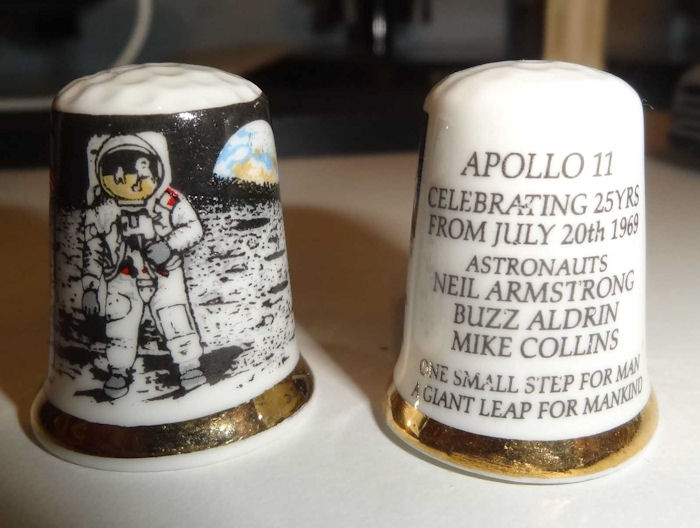 APOLLO 11
CELEBRATING 25YRS
FROM JULY 20th 1969
ASTRONAUTS
NEIL ARMSTRONG
BUZZ ALDRIN
MIKE COLLINS
ONE SMALL STEP FOR MAN
A GIANT LEAP FOR MANKIND